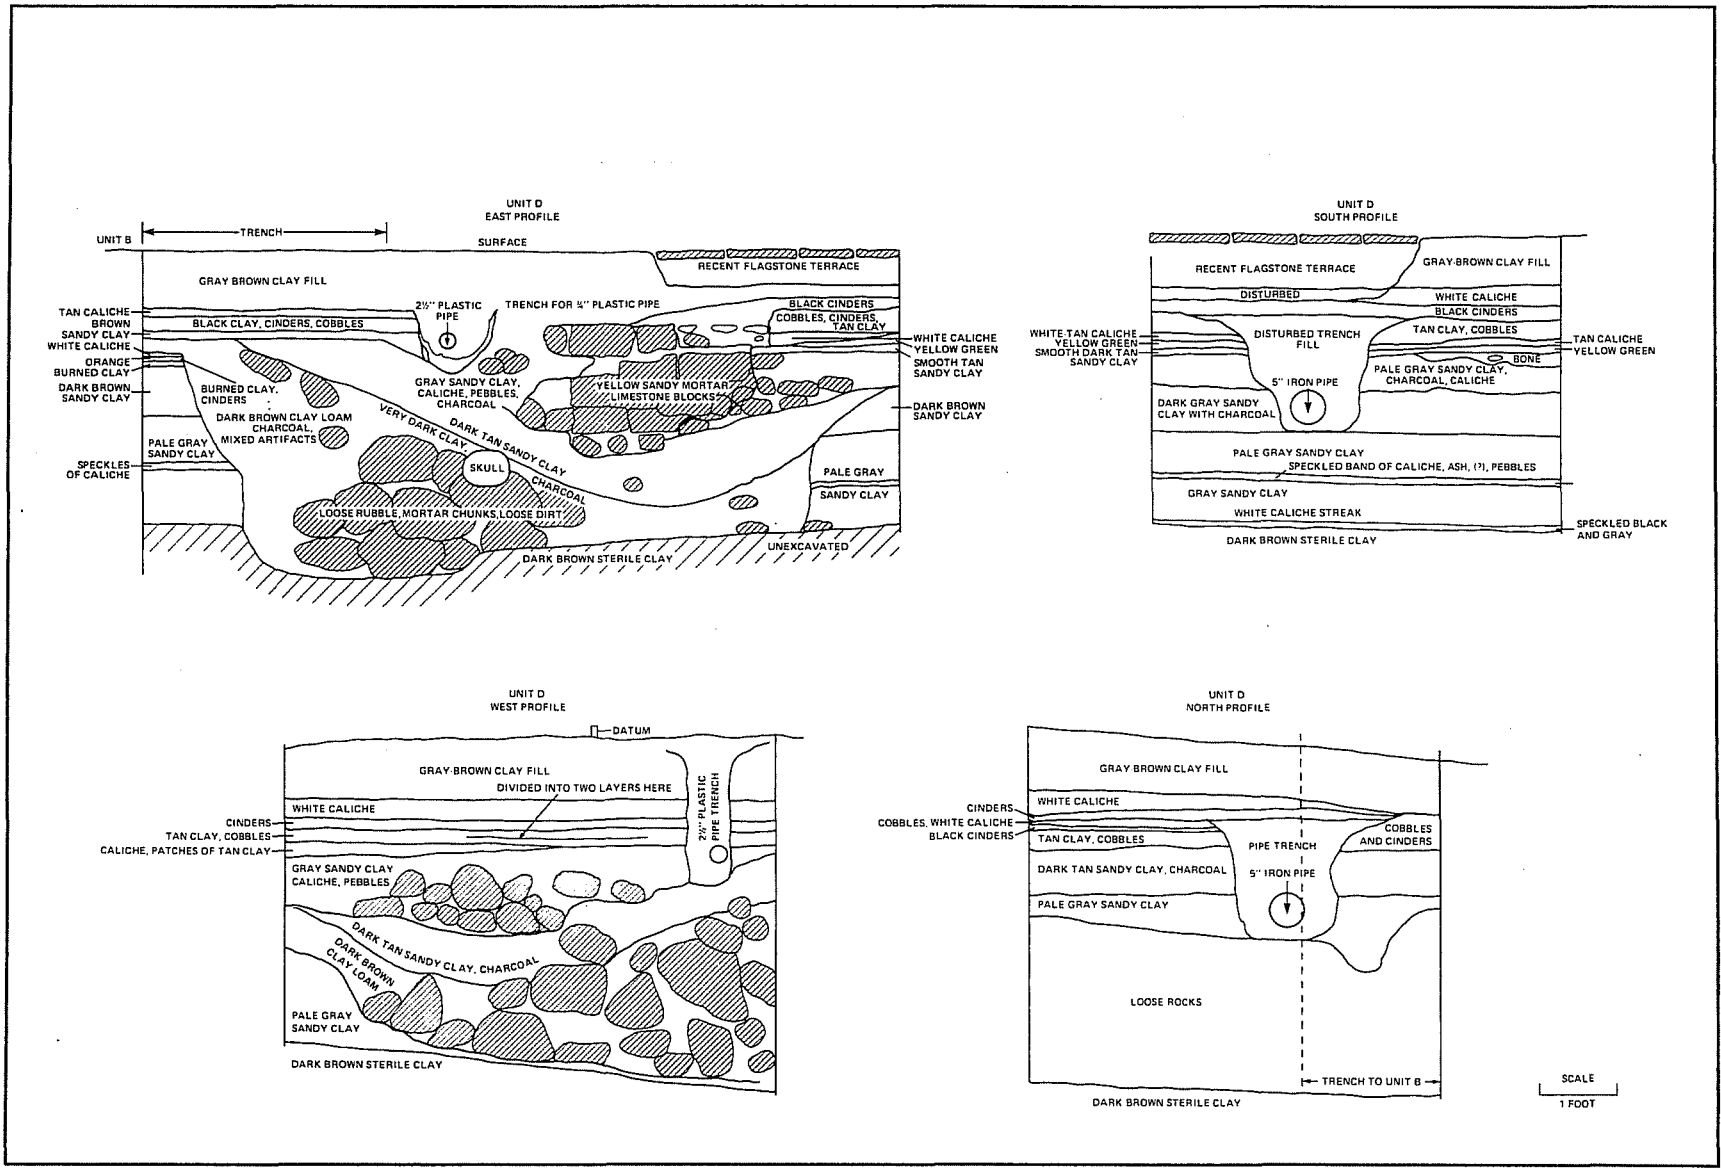 UNIT D
EAST PROFILE
UNIT B
TRENCH
SURFACE
RECENT FLAGSTONE TERRACE
GRAY BROWN CLAY FILL
2½" PLASTIC
PIPE
TRENCH FOR ¾" PLASTIC PIPE
BLACK CINDERS
COBBLES, CINDERS,
TAN CLAY
TAN CALICHE
BROWN
SANDY CLAY
WHITE CALICHE
ORANGE
BURNED CLAY
DARK BROWN
SANDY CLAY
BLACK CLAY, CINDERS, COBBLES
WHITE CALICHE
YELLOW GREEN
SMOOTH TAN
SANDY CLAY
DARK BROWN
SANDY CLAY
BURNED CLAY,
CINDERS
DARK BROWN CLAY LOAM
CHARCOAL,
MIXED ARTIFACTS
GRAY SANDY CLAY,
CALICHE, PEBBLES,
CHARCOAL
YELLOW SANDY MORTAR
LIMESTONE BLOCKS
VERY DARK CLAY,
CHARCOAL
DARK TAN SANDY CLAY
PALE GRAY
SANDY CLAY
SPECKLES
OF CALICHE
SKULL
LOOSE RUBBLE, MORTAR CHUNKS, LOOSE DIRT
PALE GRAY
SANDY CLAY
UNEXCAVATED
DARK BROWN STERILE CLAY
UNIT D
SOUTH PROFILE
RECENT FLAGSTONE TERRACE
GRAY-BROWN CLAY FILL
DISTURBED
WHITE CALICHE
BLACK CINDERS
WHITE-TAN CALICHE
YELLOW GREEN
SMOOTH DARK TAN
SANDY CLAY
DISTURBED TRENCH
FILL
TAN CLAY, COBBLES
TAN CALICHE
YELLOW GREEN
BONE
PALE GRAY SANDY CLAY,
CHARCOAL, CALICHE
5" IRON PIPE
DARK GRAY SANDY
CLAY WITH CHARCOAL
PALE GRAY SANDY CLAY
SPECKLED BAND OF CALICHE, ASH, (?), PEBBLES
GRAY SANDY CLAY
WHITE CALICHE STREAK
SPECKLED BLACK
AND GRAY
DARK BROWN STERILE CLAY
UNIT D
WEST PROFILE
DATUM
GRAY-BROWN CLAY FILL
DIVIDED INTO TWO LAYERS HERE
2½" PLASTIC
PIPE TRENCH
WHITE CALICHE
CINDERS
TAN CLAY, COBBLES
CALICHE, PATCHES OF TAN CLAY
GRAY SANDY CLAY
CALICHE, PEBBLES
DARK TAN SANDY CLAY, CHARCOAL
DARK BROWN
CLAY LOAM
PALE GRAY
SANDY CLAY
DARK BROWN STERILE CLAY
UNIT D
NORTH PROFILE
GRAY-BROWN CLAY FILL
WHITE CALICHE
CINDERS
COBBLES, WHITE CALICHE
BLACK CINDERS
TAN CLAY, COBBLES
COBBLES
AND CINDERS
PIPE TRENCH
DARK TAN SANDY CLAY, CHARCOAL
5" IRON PIPE
PALE GRAY SANDY CLAY
LOOSE ROCKS
TRENCH TO UNIT B
DARK BROWN STERILE CLAY
SCALE
1 FOOT